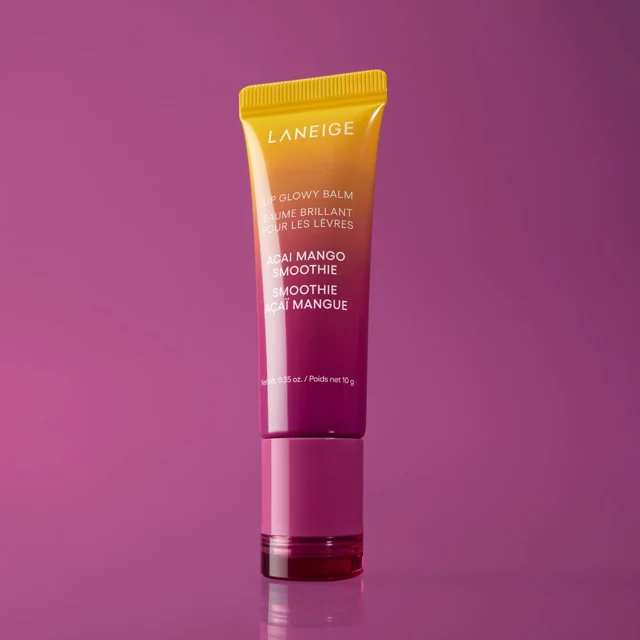 LANEIGE
LIP GLOWY BALM
BAUME BRILLANT
POUR LES LÈVRES
AÇAI MANGO
SMOOTHIE
SMOOTHIE
AÇAÏ MANGUE
Net Wt. 0.35 oz. / Poids net 10 g